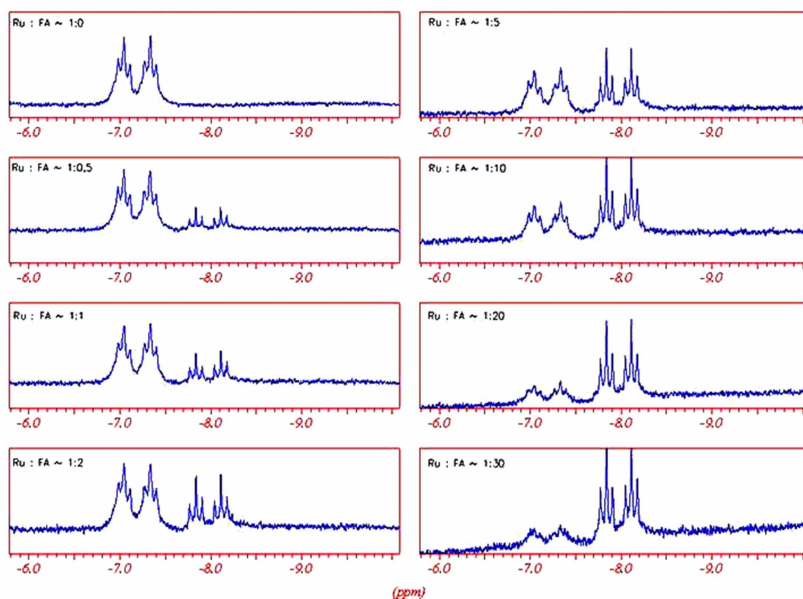 Ru : FA ~ 1:0
-6.0 -7.0 -8.0 -9.0
Ru : FA ~ 1:0.5
-6.0 -7.0 -8.0 -9.0
Ru : FA ~ 1:1
-6.0 -7.0 -8.0 -9.0
Ru : FA ~ 1:2
-6.0 -7.0 -8.0 -9.0
Ru : FA ~ 1:5
-6.0 -7.0 -8.0 -9.0
Ru : FA ~ 1:10
-6.0 -7.0 -8.0 -9.0
Ru : FA ~ 1:20
-6.0 -7.0 -8.0 -9.0
Ru : FA ~ 1:30
-6.0 -7.0 -8.0 -9.0
(ppm)